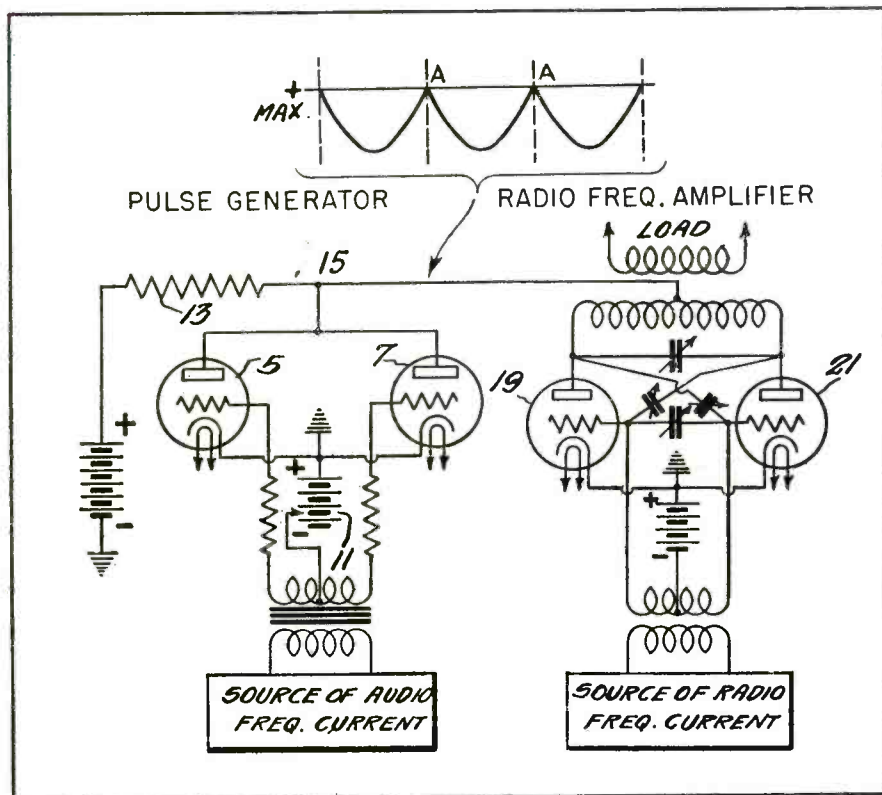 A A
+
MAX.
PULSE GENERATOR
RADIO FREQ. AMPLIFIER
LOAD
15
13
5
7
19
21
+
+
+
-
-
-
11
SOURCE OF AUDIO
FREQ. CURRENT
SOURCE OF RADIO
FREQ. CURRENT